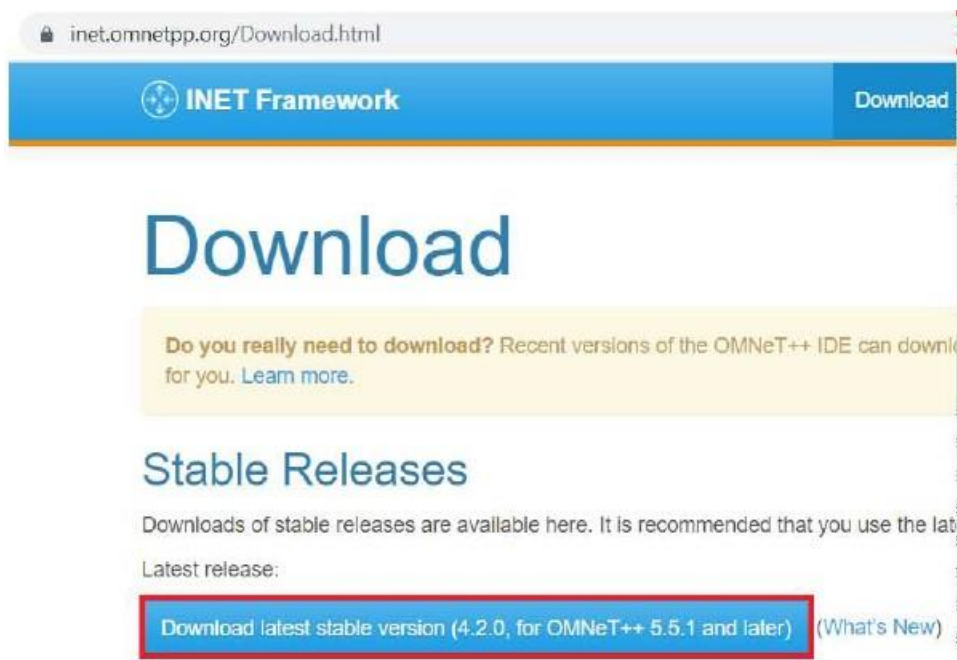 inet.omnetpp.org/Download.html
INET Framework
Download
Download
Do you really need to download? Recent versions of the OMNeT++ IDE can
for you. Learn more.
Stable Releases
Downloads of stable releases are available here. It is recommended that you use the
Latest release:
Download latest stable version (4.2.0, for OMNeT++ 5.5.1 and later) (What's New)